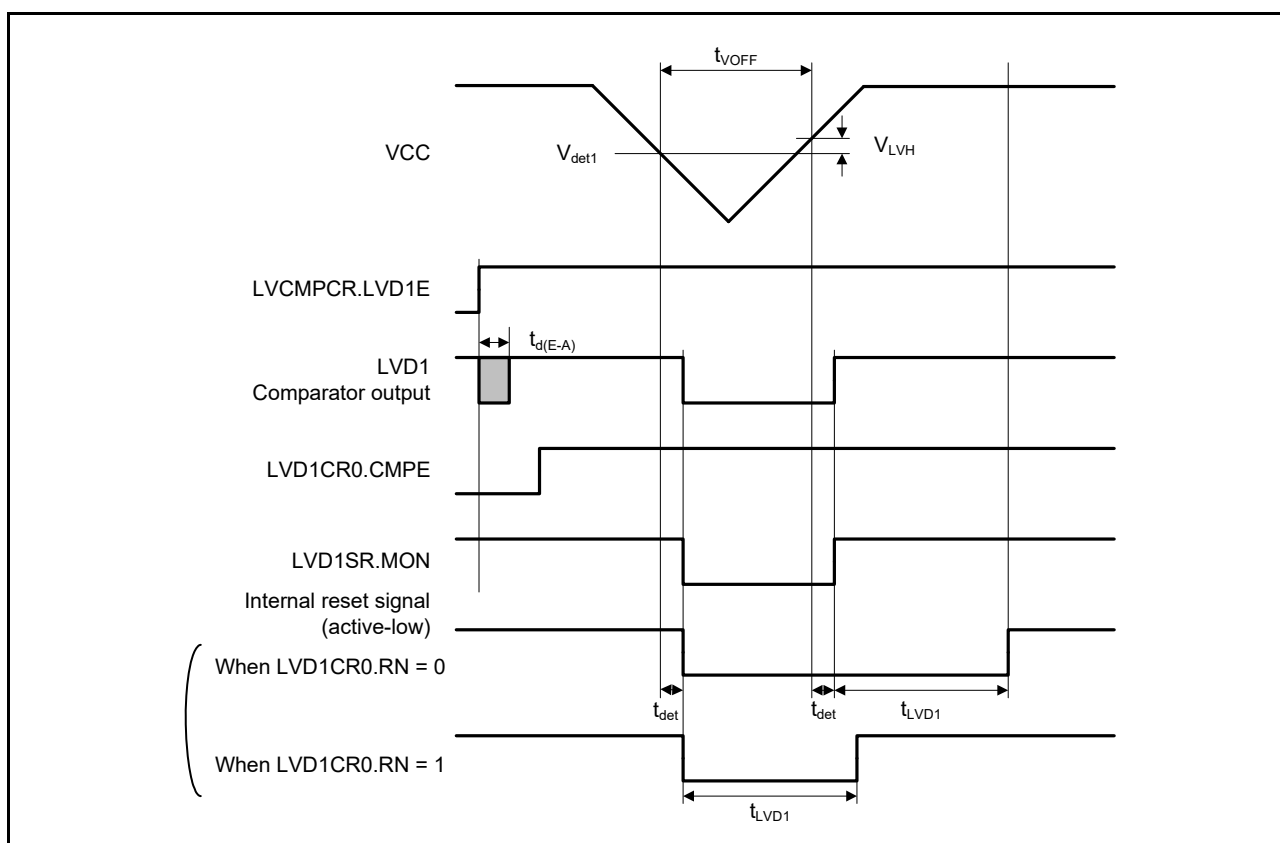 tVOFF
VCC
Vdet1
VLVH
LVCMPCR.LVD1E
td(E-A)
LVD1
Comparator output
LVD1CR0.CMPE
LVD1SR.MON
Internal reset signal
(active-low)
When LVD1CR0.RN = 0
tdet
tdet
tLVD1
When LVD1CR0.RN = 1
tLVD1